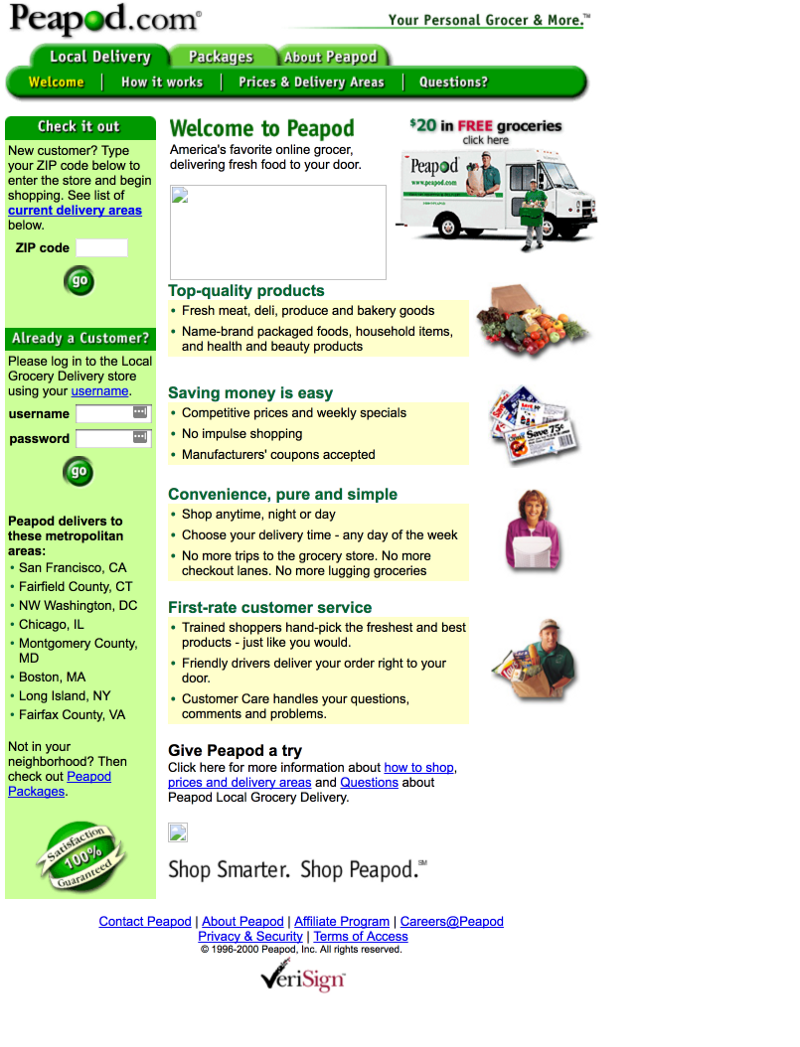 Peapod.com®
Your Personal Grocer & More.™
Local Delivery
Packages
About Peapod
Welcome | How it works | Prices & Delivery Areas | Questions?
Check it out
New customer? Type
your ZIP code below to
enter the store and begin
shopping. See list of
current delivery areas
below.
ZIP code
go
Already a Customer?
Please log in to the Local
Grocery Delivery store
using your username.
username
password
go
Peapod delivers to
these metropolitan
areas:
• San Francisco, CA
• Fairfield County, CT
• NW Washington, DC
• Chicago, IL
• Montgomery County,
MD
• Boston, MA
• Long Island, NY
• Fairfax County, VA
Not in your
neighborhood? Then
check out Peapod
Packages.
Satisfaction
100%
Guaranteed
Welcome to Peapod
America's favorite online grocer,
delivering fresh food to your door.
$20 in FREE groceries
click here
Peapod
www.peapod.com
Top-quality products
• Fresh meat, deli, produce and bakery goods
• Name-brand packaged foods, household items,
and health and beauty products
Saving money is easy
• Competitive prices and weekly specials
• No impulse shopping
• Manufacturers' coupons accepted
Save 75¢
Convenience, pure and simple
• Shop anytime, night or day
• Choose your delivery time - any day of the week
• No more trips to the grocery store. No more
checkout lanes. No more lugging groceries
First-rate customer service
• Trained shoppers hand-pick the freshest and best
products - just like you would.
• Friendly drivers deliver your order right to your
door.
• Customer Care handles your questions,
comments and problems.
Give Peapod a try
Click here for more information about how to shop,
prices and delivery areas and Questions about
Peapod Local Grocery Delivery.
Shop Smarter. Shop Peapod.℠
Contact Peapod | About Peapod | Affiliate Program | Careers@Peapod
Privacy & Security | Terms of Access
© 1996-2000 Peapod, Inc. All rights reserved.
VeriSign™